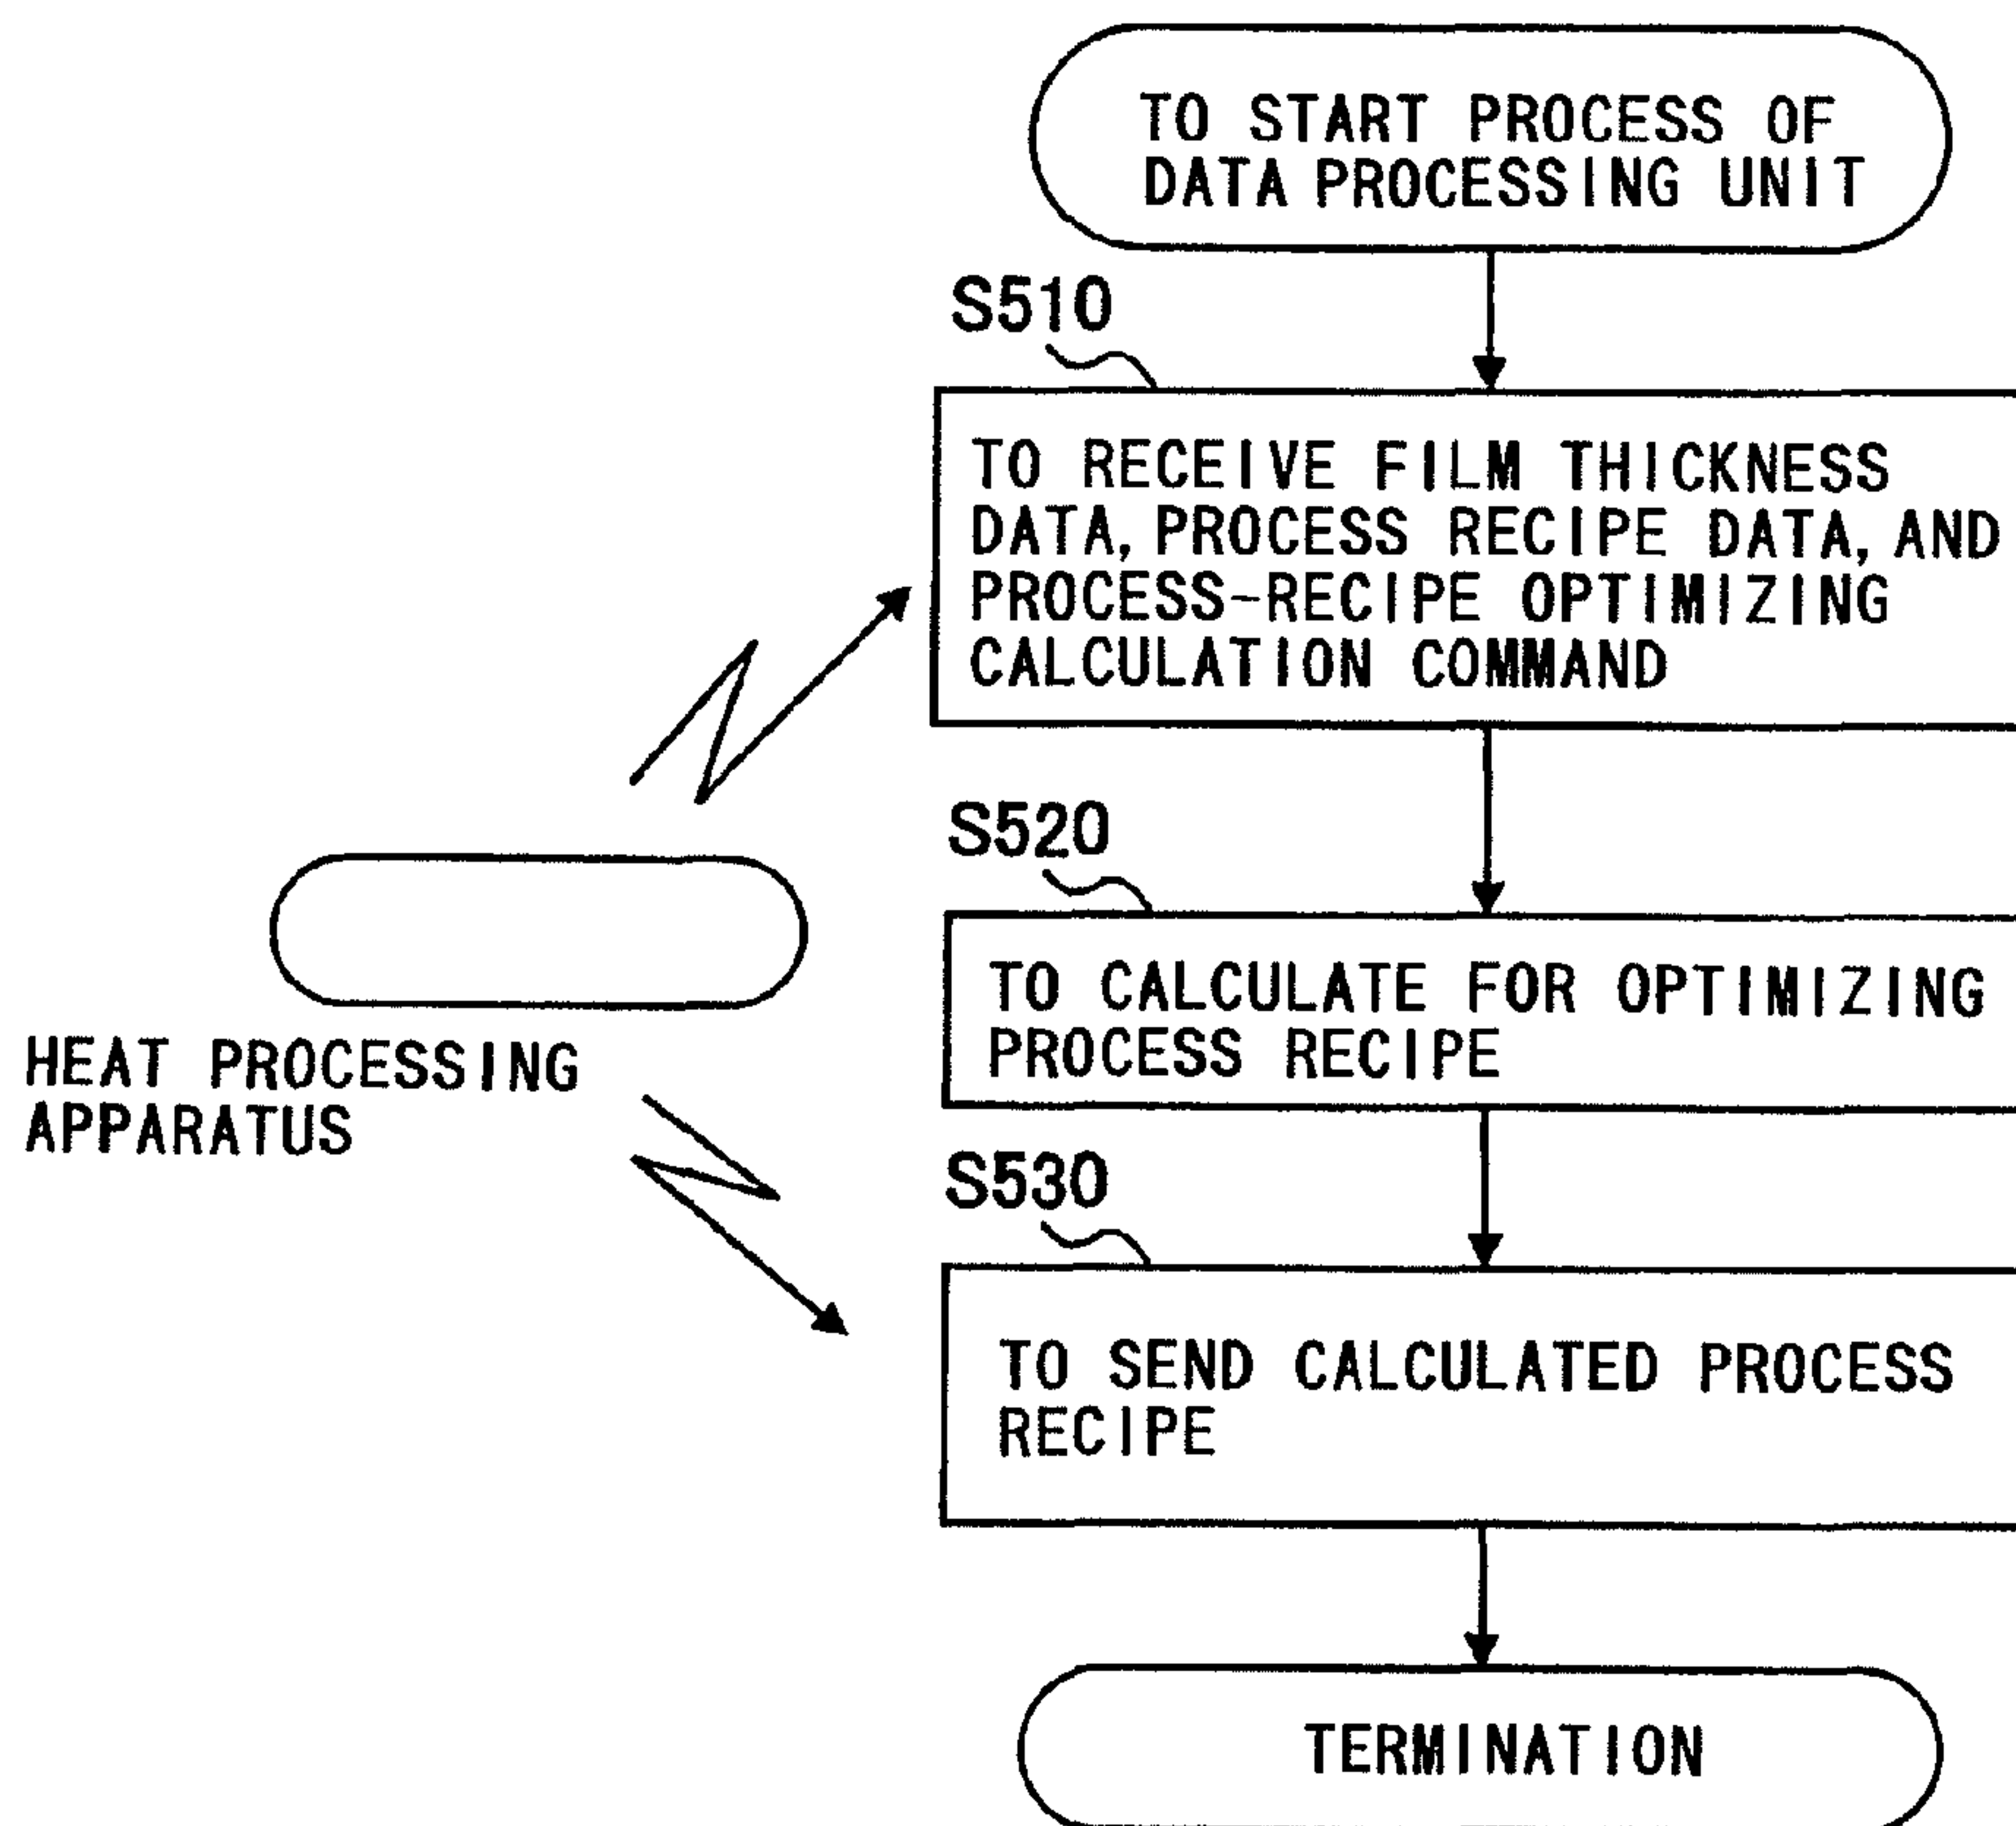 TO START PROCESS OF
DATA PROCESSING UNIT
S510
TO RECEIVE FILM THICKNESS
DATA, PROCESS RECIPE DATA, AND
PROCESS-RECIPE OPTIMIZING
CALCULATION COMMAND
S520
TO CALCULATE FOR OPTIMIZING
PROCESS RECIPE
HEAT PROCESSING
APPARATUS
S530
TO SEND CALCULATED PROCESS
RECIPE
TERMINATION